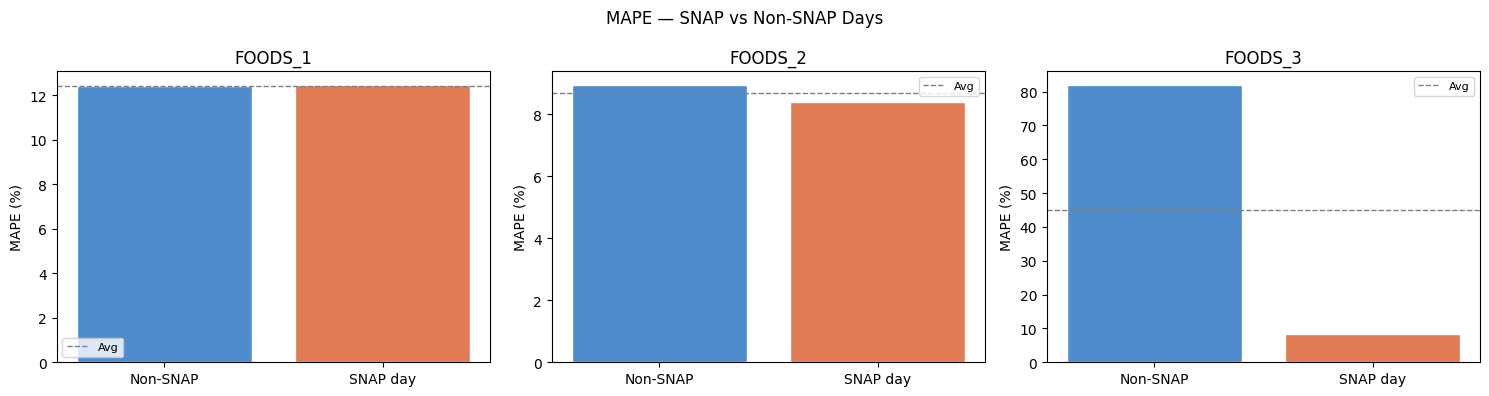 MAPE — SNAP vs Non-SNAP Days
FOODS_1
MAPE (%)
12
10
8
6
4
2
0
Avg
Non-SNAP
SNAP day
FOODS_2
MAPE (%)
8
6
4
2
0
Avg
Non-SNAP
SNAP day
FOODS_3
MAPE (%)
80
70
60
50
40
30
20
10
0
Avg
Non-SNAP
SNAP day